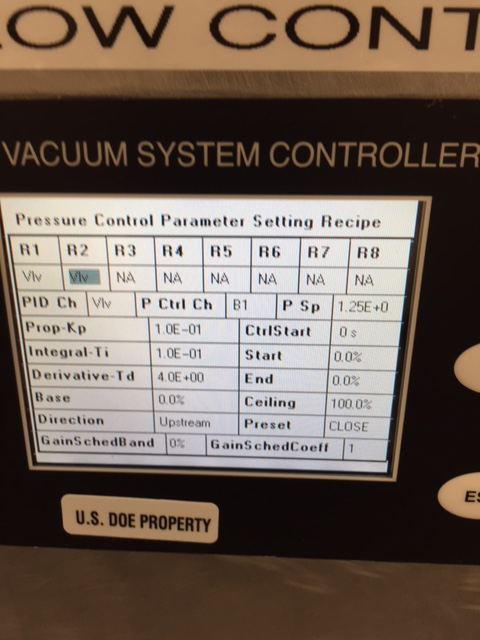 LOW CONT
VACUUM SYSTEM CONTROLLER
Pressure Control Parameter Setting Recipe
R1 R2 R3 R4 R5 R6 R7 R8
Vlv Vlv NA NA NA NA NA NA
PID Ch Vlv P Ctrl Ch B1 P Sp 1.25E+0
Prop-Kp 1.0E-01 CtrlStart 0 s
Integral-Ti 1.0E-01 Start 0.0%
Derivative-Td 4.0E+00 End 0.0%
Base 0.0% Ceiling 100.0%
Direction Upstream Preset CLOSE
GainSchedBand 0% GainSchedCoeff 1
ES
U.S. DOE PROPERTY